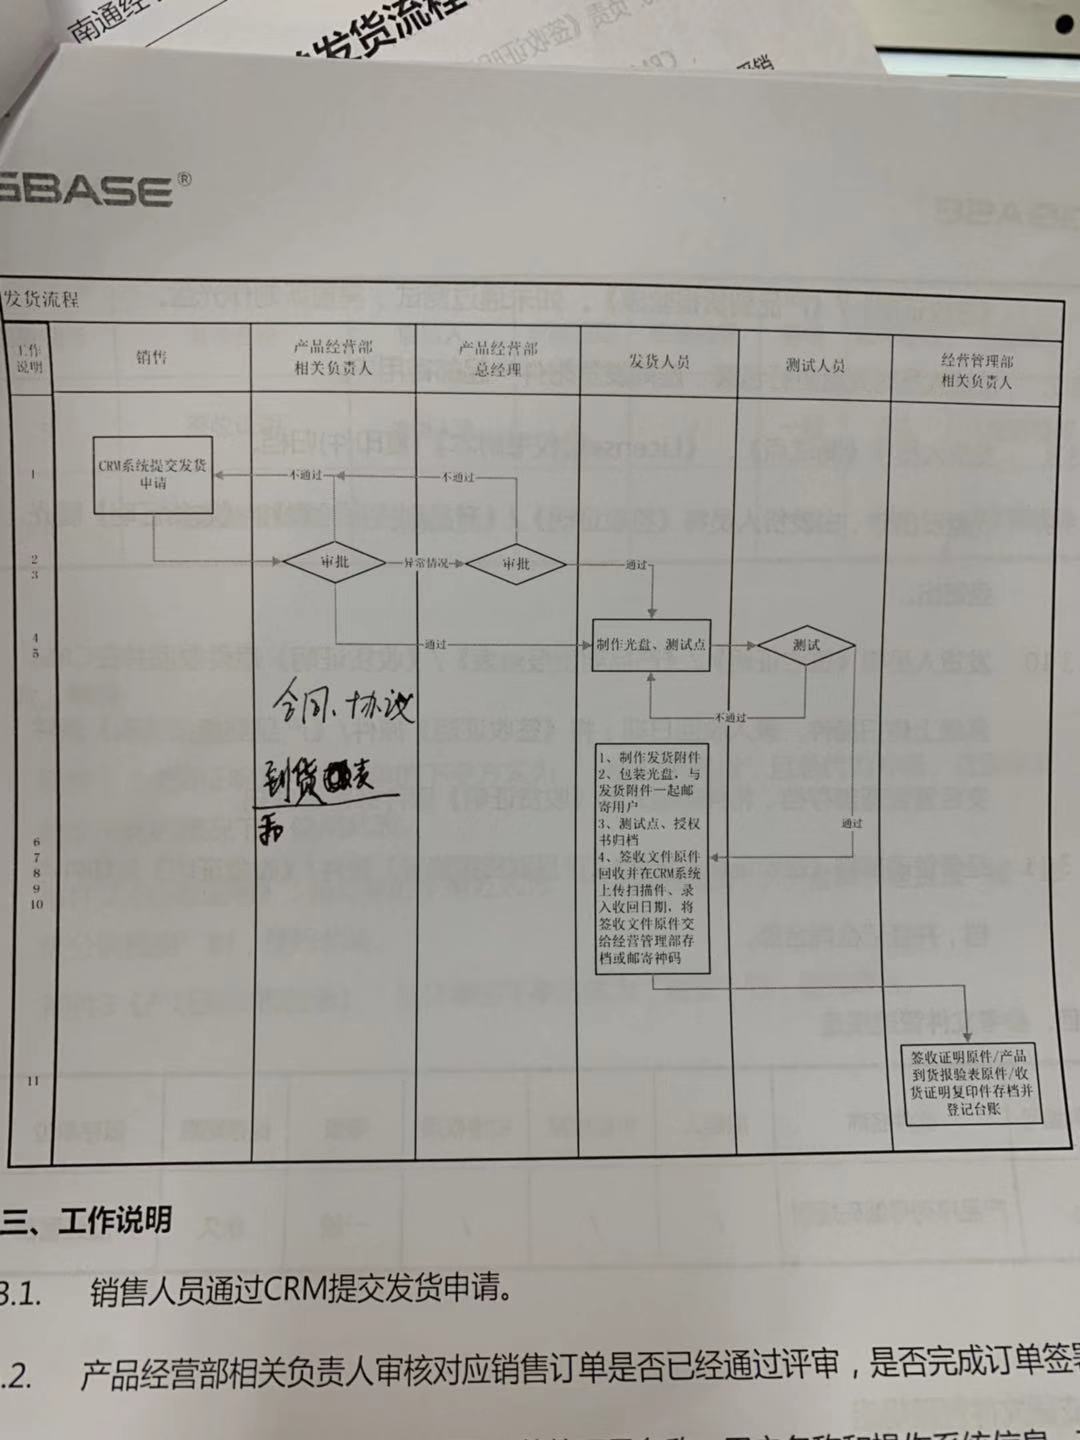 南通经
发货流程
GBASE®
发货流程
工作
说明
销售
产品经营部
相关负责人
产品经营部
总经理
发货人员
测试人员
经营管理部
相关负责人
1
CRM系统提交发货
申请
不通过
不通过
2
3
审批
异常情况
审批
通过
4
5
通过
制作光盘、测试点
测试
不通过
合同、协议
到货 表
1、制作发货附件
2、包装光盘，与
发货附件一起邮
寄用户
3、测试点、授权
书归档
4、签收文件原件
回收并在CRM系统
上传扫描件、录
入收回日期，将
签收文件原件交
给经营管理部存
档或邮寄神码
通过
6
7
8
9
10
11
签收证明原件/产品
到货报验表原件/收
货证明复印件存档并
登记台账
三、工作说明
3.1. 销售人员通过CRM提交发货申请。
.2. 产品经营部相关负责人审核对应销售订单是否已经通过评审，是否完成订单签署